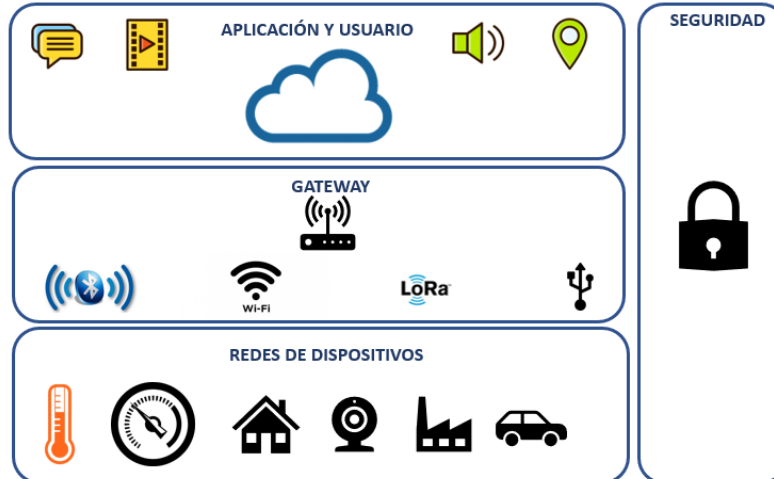 APLICACIÓN Y USUARIO
SEGURIDAD
GATEWAY
Wi-Fi
LoRa
REDES DE DISPOSITIVOS